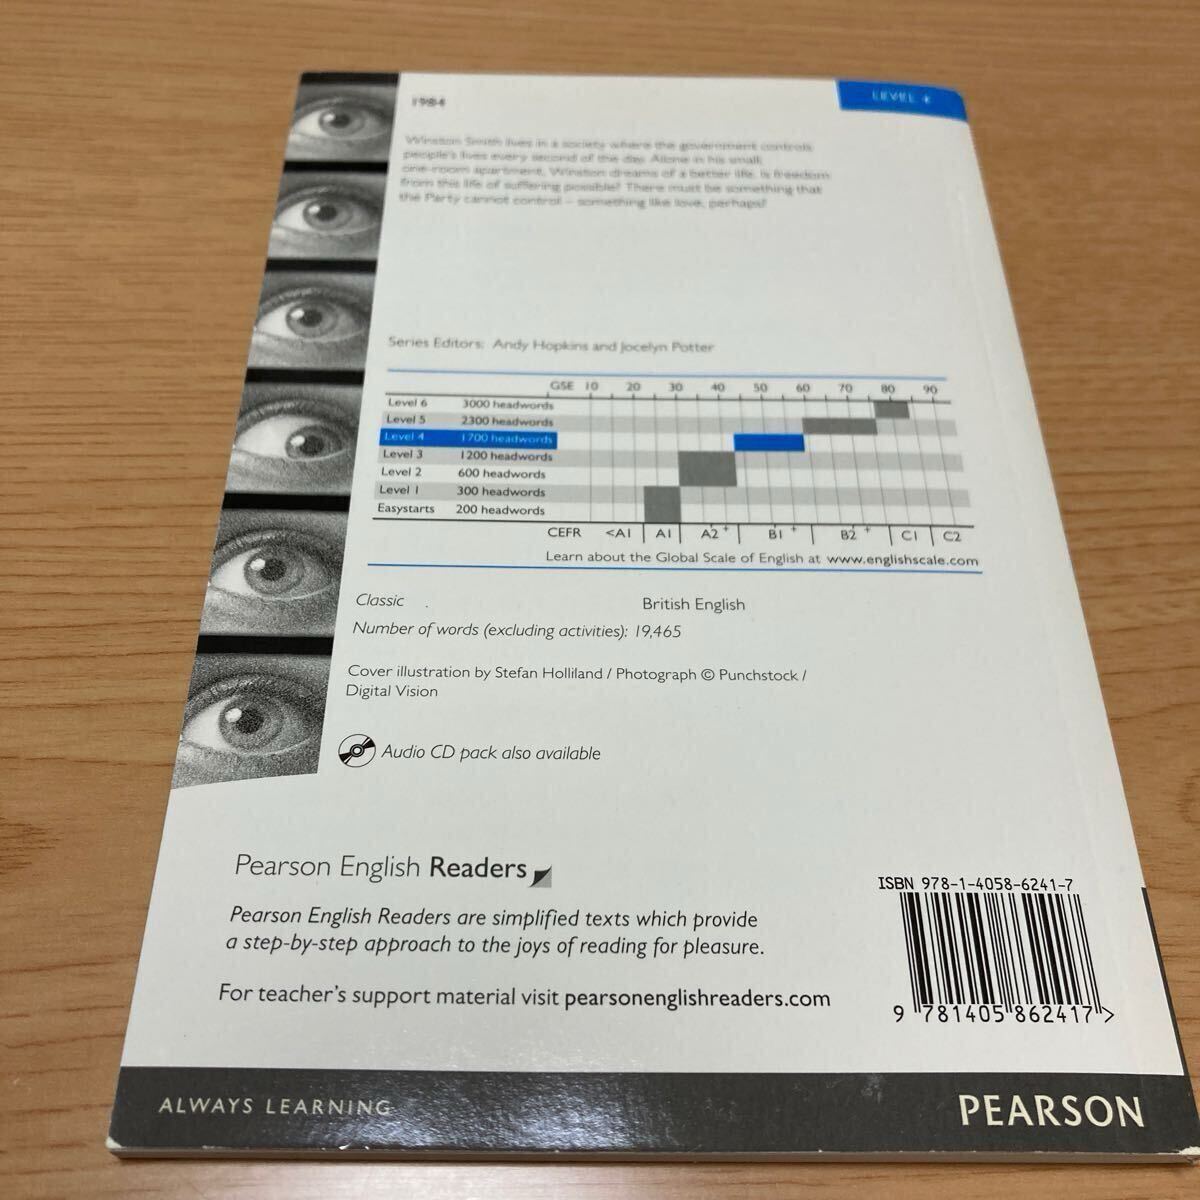 1984
LEVEL 4
Winston Smith lives in a society where the government controls
people's lives every second of the day. Alone in his small,
one-room apartment, Winston dreams of a better life. Is freedom
from this life of suffering possible? There must be something that
the Party cannot control – something like love, perhaps?
Series Editors: Andy Hopkins and Jocelyn Potter
GSE 10 20 30 40 50 60 70 80 90
Level 6 3000 headwords
Level 5 2300 headwords
Level 4 1700 headwords
Level 3 1200 headwords
Level 2 600 headwords
Level 1 300 headwords
Easystarts 200 headwords
CEFR <A1 A1 A2+ B1+ B2+ C1 C2
Learn about the Global Scale of English at www.englishscale.com
Classic British English
Number of words (excluding activities): 19,465
Cover illustration by Stefan Holliland / Photograph © Punchstock /
Digital Vision
Audio CD pack also available
Pearson English Readers
Pearson English Readers are simplified texts which provide
a step-by-step approach to the joys of reading for pleasure.
For teacher's support material visit pearsonenglishreaders.com
ISBN 978-1-4058-6241-7
9 781405 862417 >
ALWAYS LEARNING
PEARSON